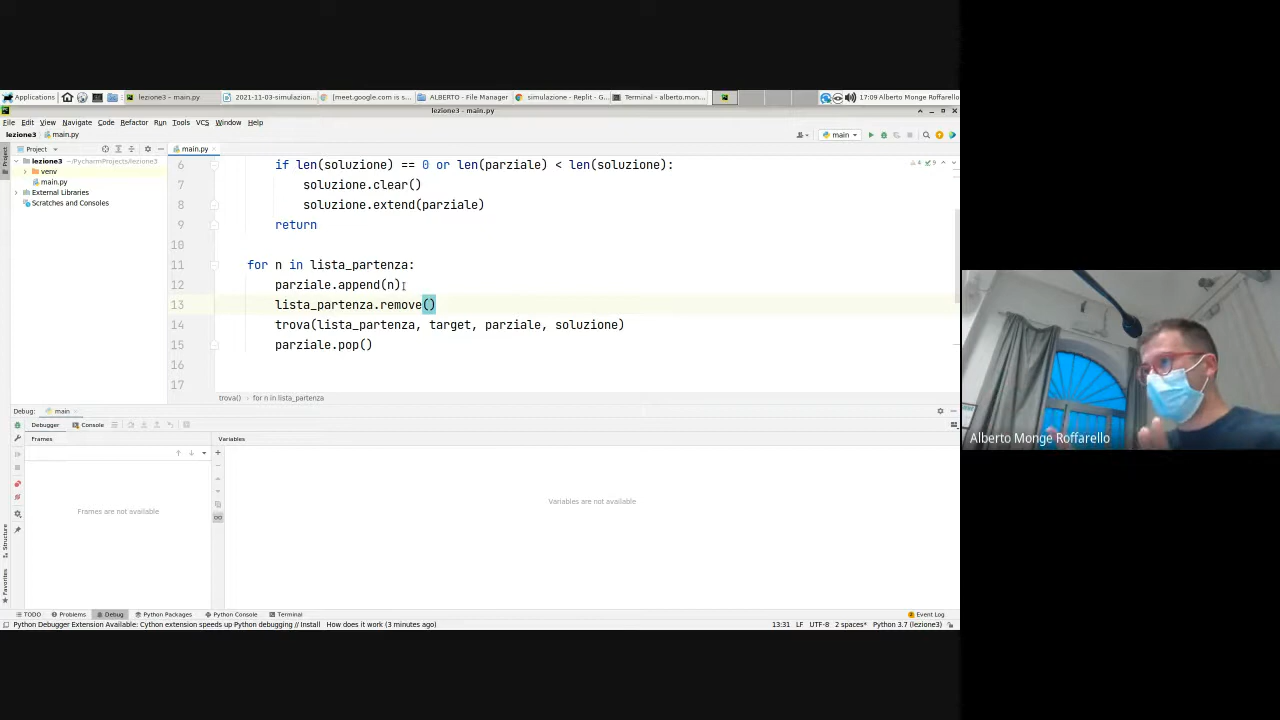 Applications lezione3 - main.py 2021-11-03-simulazion... [meet.google.com is s... ALBERTO - File Manager simulazione - Replit - G... Terminal - alberto.mon... 17:09 Alberto Monge Roffarello
lezione3 - main.py
File Edit View Navigate Code Refactor Run Tools VCS Window Help
lezione3 main.py main
Project main.py
lezione3 ~/PycharmProjects/lezione3
venv
main.py
External Libraries
Scratches and Consoles
Project
6 if len(soluzione) == 0 or len(parziale) < len(soluzione): 4 9
7 soluzione.clear()
8 soluzione.extend(parziale)
9 return
10
11 for n in lista_partenza:
12 parziale.append(n)
13 lista_partenza.remove()
14 trova(lista_partenza, target, parziale, soluzione)
15 parziale.pop()
16
17
trova() for n in lista_partenza
Debug: main
Debugger Console
Frames Variables
Frames are not available
Variables are not available
Structure
Favorites
TODO Problems Debug Python Packages Python Console Terminal Event Log
Python Debugger Extension Available: Cython extension speeds up Python debugging // Install How does it work (3 minutes ago) 13:31 LF UTF-8 2 spaces* Python 3.7 (lezione3)
Alberto Monge Roffarello